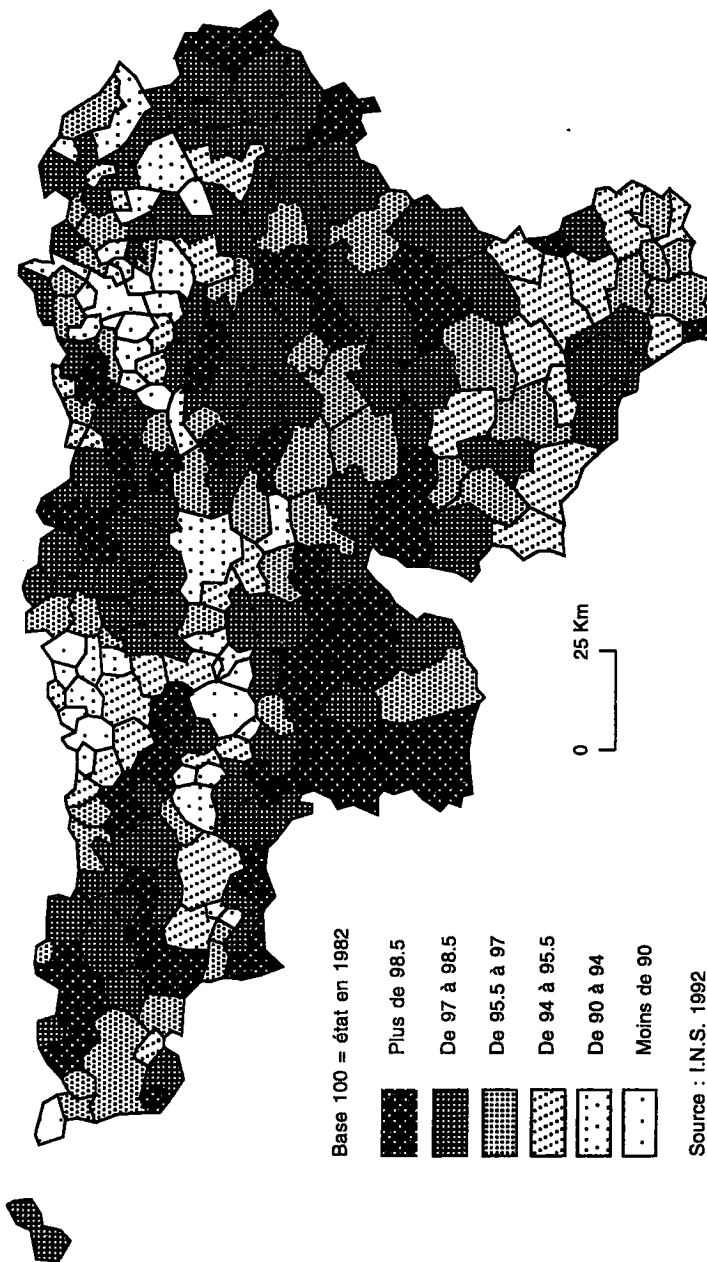 Base 100 = état en 1982
Plus de 98.5
De 97 à 98.5
De 95.5 à 97
De 94 à 95.5
De 90 à 94
Moins de 90
Source : I.N.S. 1992
0 25 Km